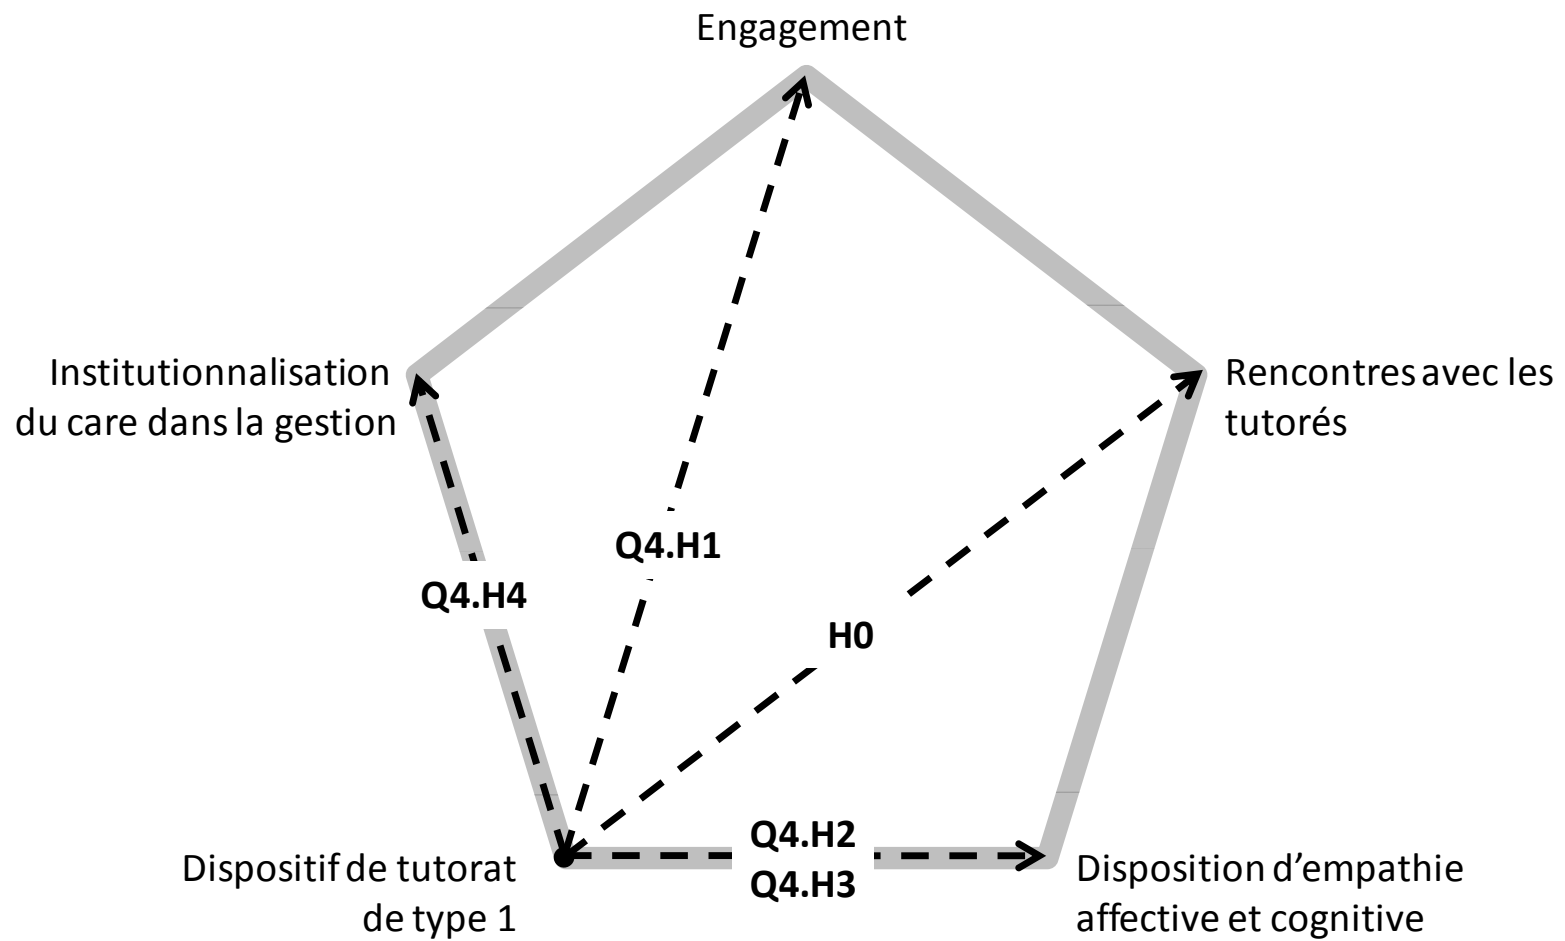 Engagement
Institutionnalisation
du care dans la gestion
Rencontres avec les
tutorés
Q4.H1
Q4.H4
H0
Q4.H2
Q4.H3
Dispositif de tutorat
de type 1
Disposition d’empathie
affective et cognitive